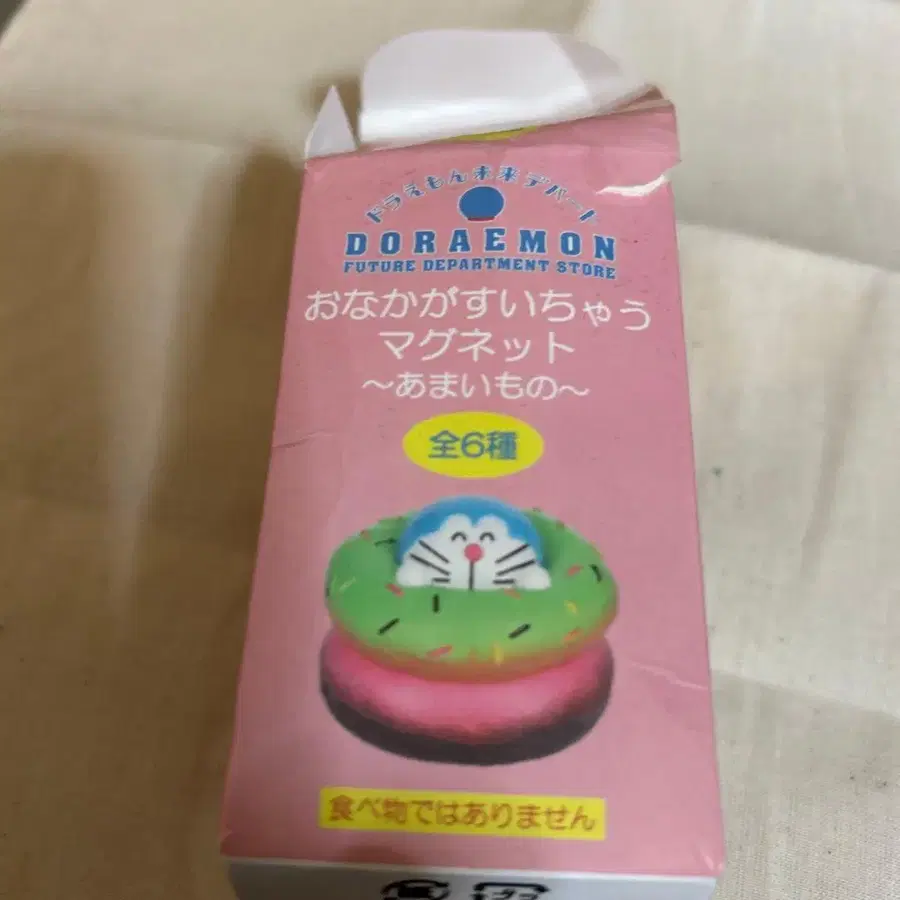 ドラえもん未来デパート
DORAEMON
FUTURE DEPARTMENT STORE
おなかがすいちゃう
マグネット
～あまいもの～
全6種
食べ物ではありません